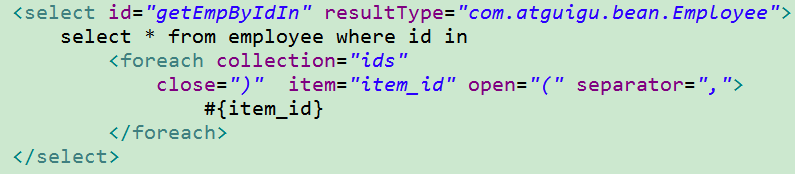 <select id="getEmpByIdIn" resultType="com.atguigu.bean.Employee">
select * from employee where id in
<foreach collection="ids"
close=")" item="item_id" open="(" separator=",">
#{item_id}
</foreach>
</select>